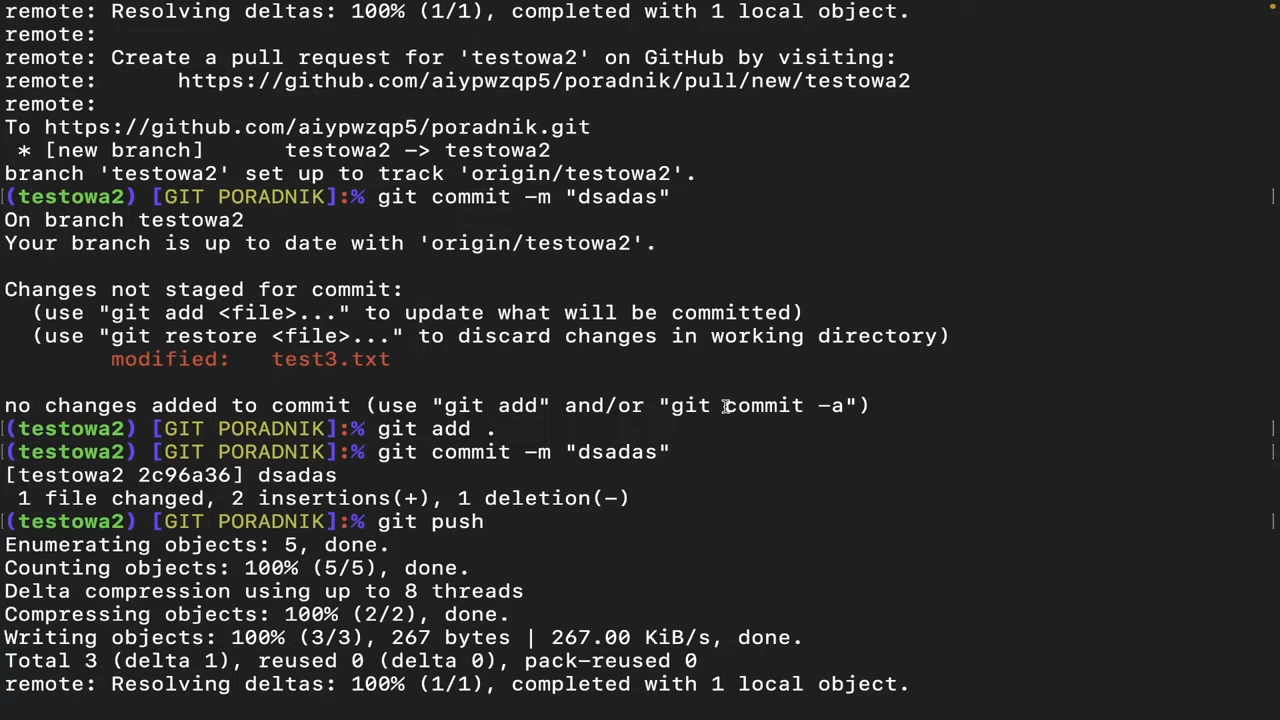 remote: Resolving deltas: 100% (1/1), completed with 1 local object.
remote:
remote: Create a pull request for 'testowa2' on GitHub by visiting:
remote:      https://github.com/aiypwzqp5/poradnik/pull/new/testowa2
remote:
To https://github.com/aiypwzqp5/poradnik.git
 * [new branch]      testowa2 -> testowa2
branch 'testowa2' set up to track 'origin/testowa2'.
(testowa2) [GIT PORADNIK]:% git commit -m "dsadas"
On branch testowa2
Your branch is up to date with 'origin/testowa2'.

Changes not staged for commit:
  (use "git add <file>..." to update what will be committed)
  (use "git restore <file>..." to discard changes in working directory)
        modified:   test3.txt

no changes added to commit (use "git add" and/or "git commit -a")
(testowa2) [GIT PORADNIK]:% git add .
(testowa2) [GIT PORADNIK]:% git commit -m "dsadas"
[testowa2 2c96a36] dsadas
 1 file changed, 2 insertions(+), 1 deletion(-)
(testowa2) [GIT PORADNIK]:% git push
Enumerating objects: 5, done.
Counting objects: 100% (5/5), done.
Delta compression using up to 8 threads
Compressing objects: 100% (2/2), done.
Writing objects: 100% (3/3), 267 bytes | 267.00 KiB/s, done.
Total 3 (delta 1), reused 0 (delta 0), pack-reused 0
remote: Resolving deltas: 100% (1/1), completed with 1 local object.